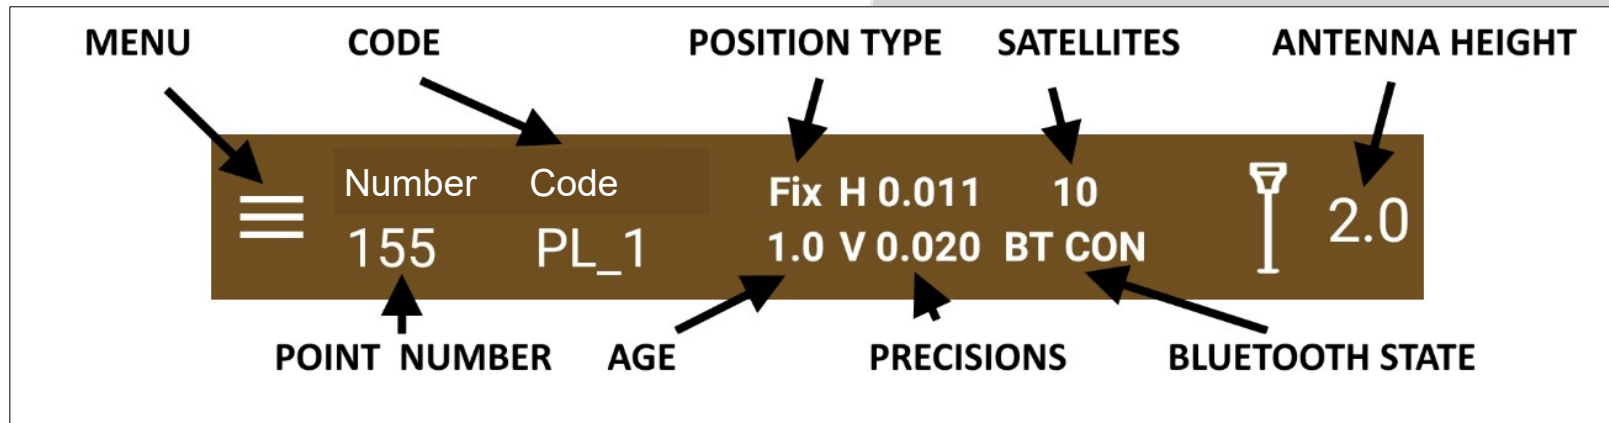 MENU CODE POSITION TYPE SATELLITES ANTENNA HEIGHT
Number Code Fix H 0.011 10
155 PL_1 1.0 V 0.020 BT CON 2.0
POINT NUMBER AGE PRECISIONS BLUETOOTH STATE